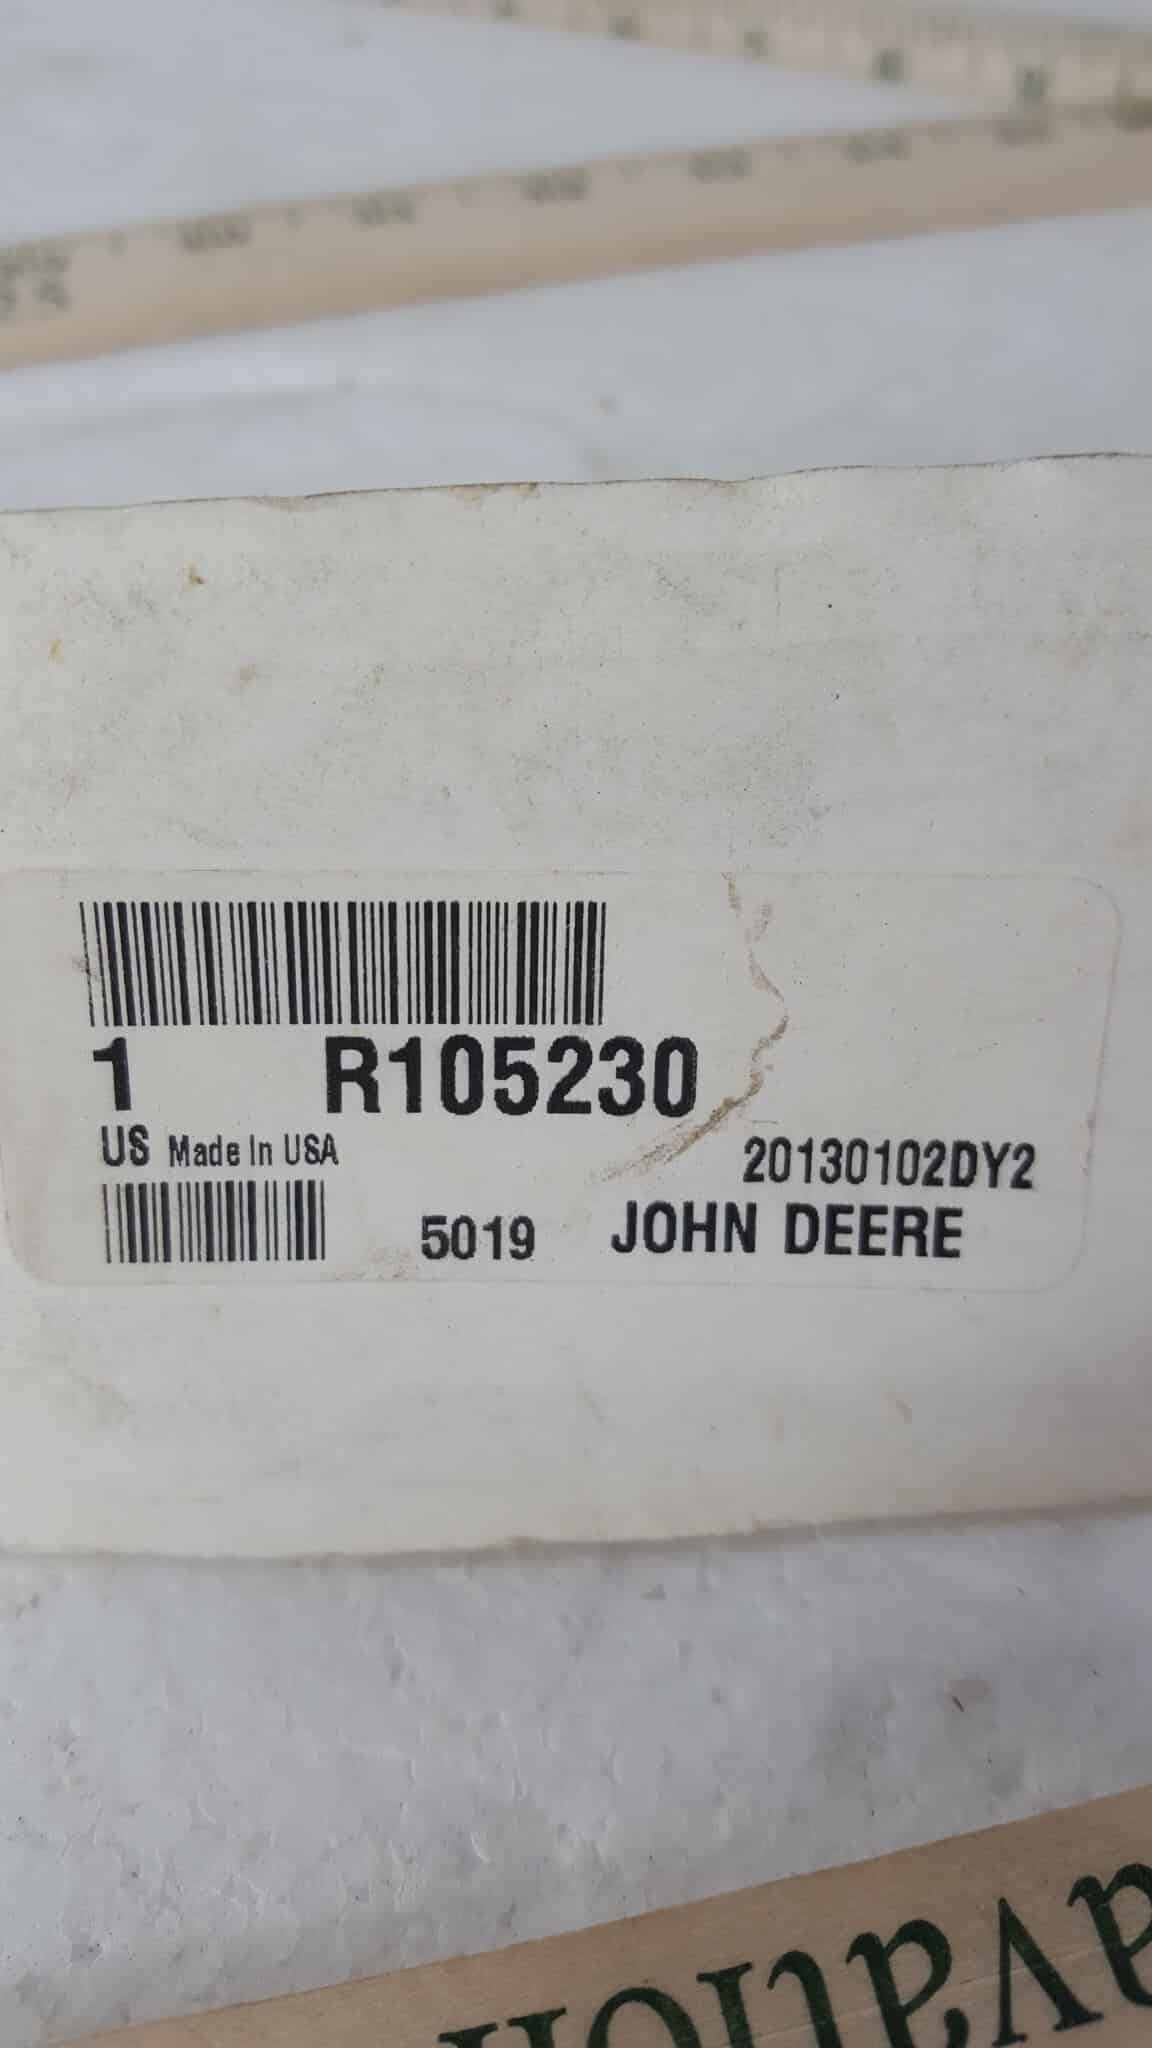 1 R105230
US Made In USA
20130102DY2
5019 JOHN DEERE